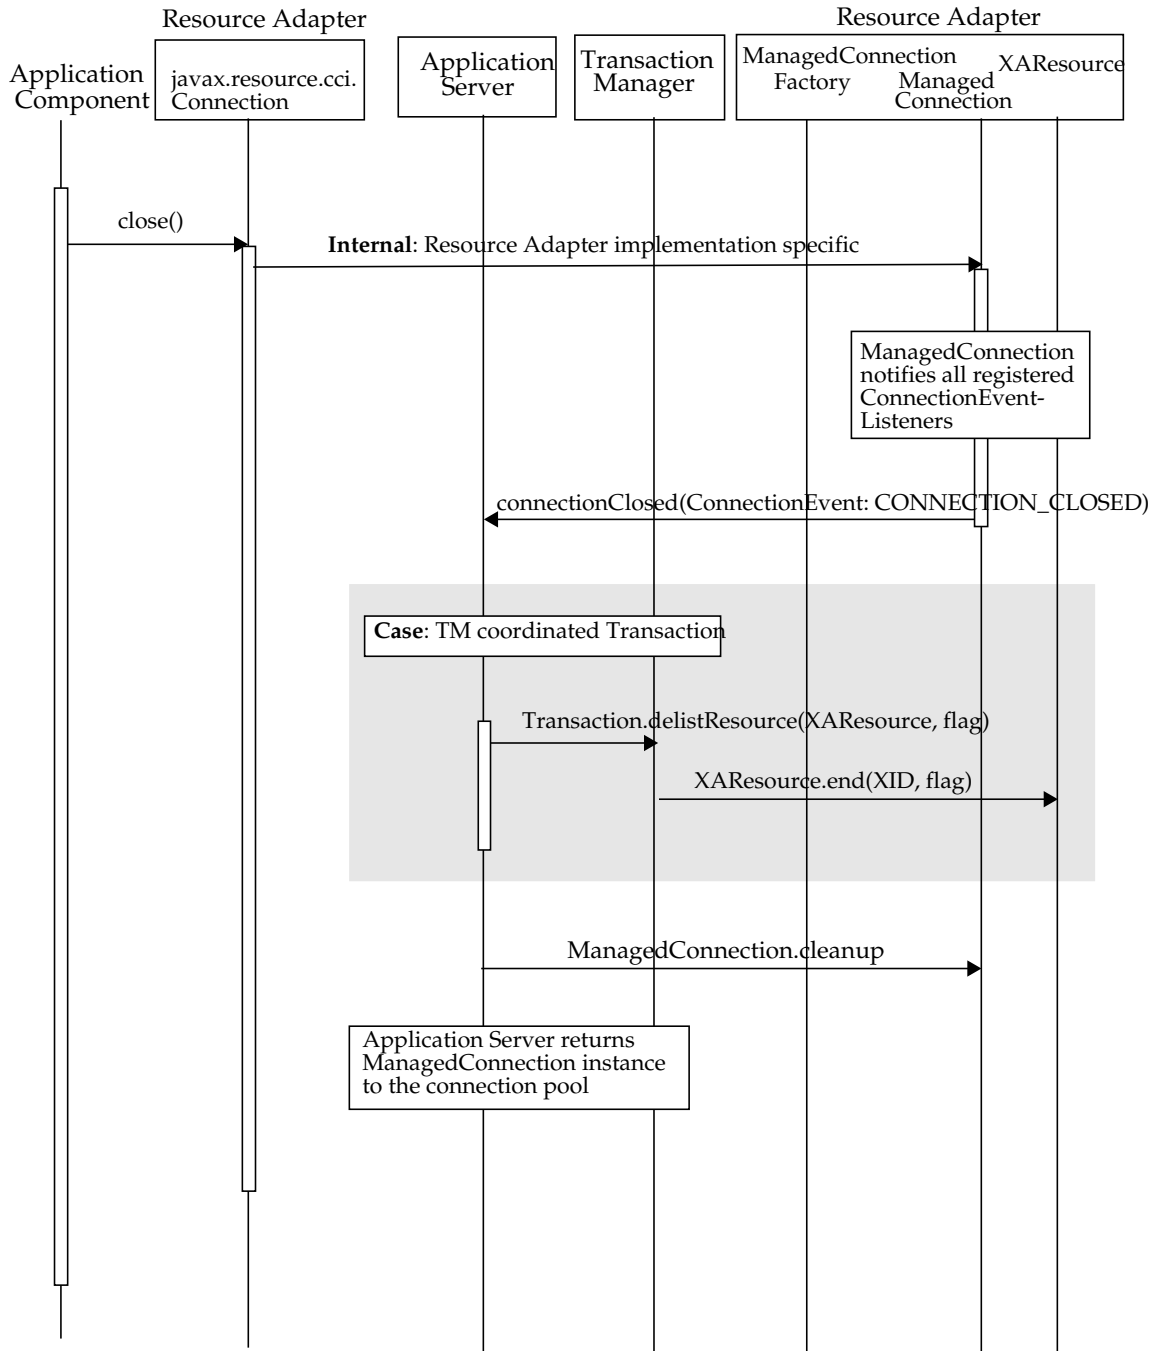 Resource Adapter
Resource Adapter
Application
Component
javax.resource.cci.
Connection
Application
Server
Transaction
Manager
ManagedConnection
Factory
Managed
Connection
XAResource
close()
Internal: Resource Adapter implementation specific
ManagedConnection
notifies all registered
ConnectionEvent-
Listeners
connectionClosed(ConnectionEvent: CONNECTION_CLOSED)
Case: TM coordinated Transaction
Transaction.delistResource(XAResource, flag)
XAResource.end(XID, flag)
ManagedConnection.cleanup
Application Server returns
ManagedConnection instance
to the connection pool